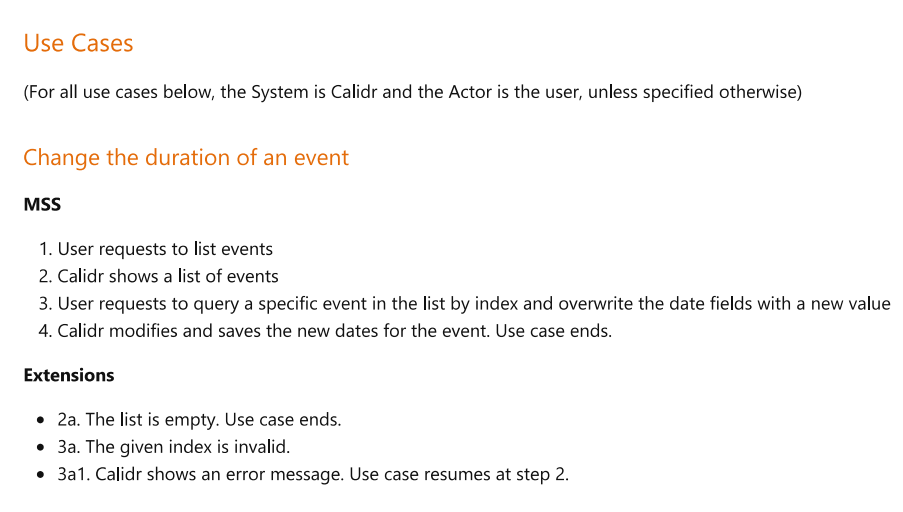 Use Cases
(For all use cases below, the System is Calidr and the Actor is the user, unless specified otherwise)
Change the duration of an event
MSS
1. User requests to list events
2. Calidr shows a list of events
3. User requests to query a specific event in the list by index and overwrite the date fields with a new value
4. Calidr modifies and saves the new dates for the event. Use case ends.
Extensions
• 2a. The list is empty. Use case ends.
• 3a. The given index is invalid.
• 3a1. Calidr shows an error message. Use case resumes at step 2.